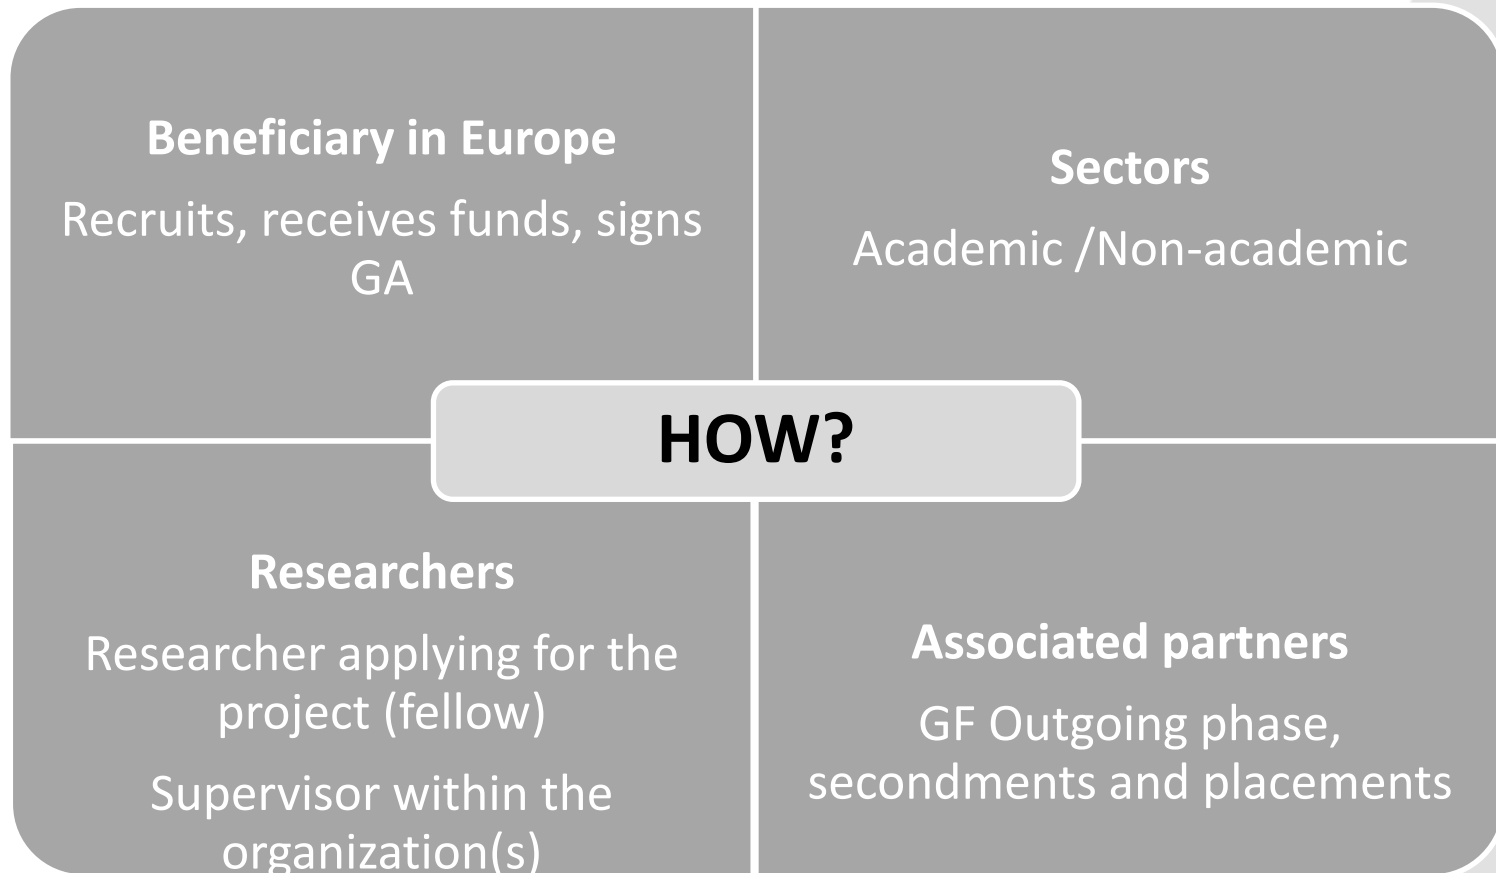 Beneficiary in Europe
Recruits, receives funds, signs
GA
Sectors
Academic /Non-academic
HOW?
Researchers
Researcher applying for the
project (fellow)
Supervisor within the
organization(s)
Associated partners
GF Outgoing phase,
secondments and placements